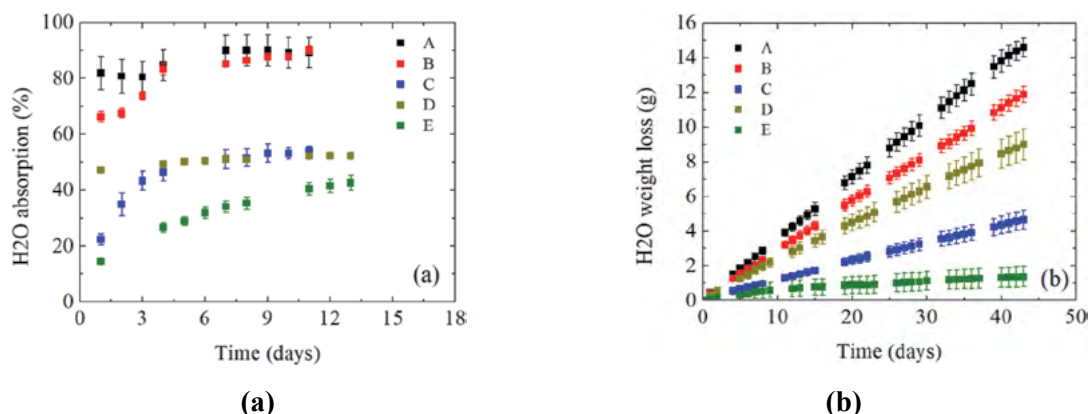 100
80
60
40
20
0
H2O absorption (%)
A
B
C
D
E
(a)
0 3 6 9 12 15 18
Time (days)
(a)
16
14
12
10
8
6
4
2
0
H2O weight loss (g)
A
B
C
D
E
(b)
0 10 20 30 40 50
Time (days)
(b)